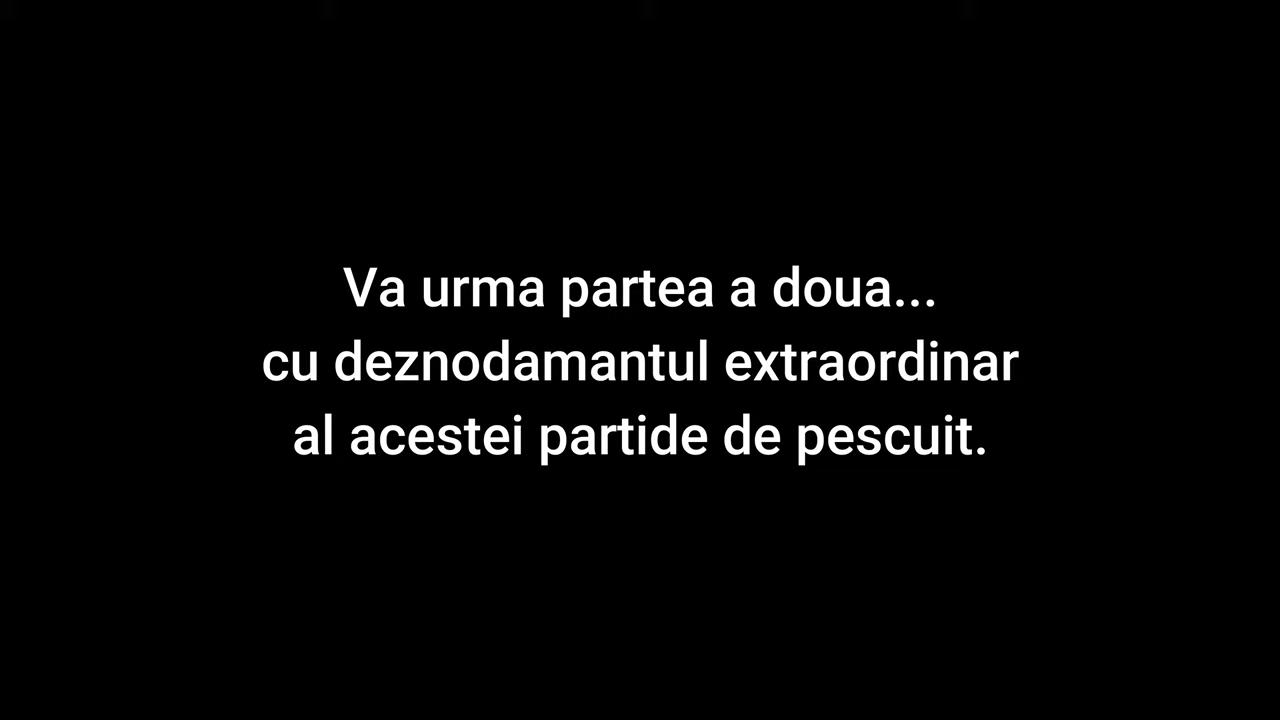 Va urma partea a doua...
cu deznodamantul extraordinar
al acestei partide de pescuit.